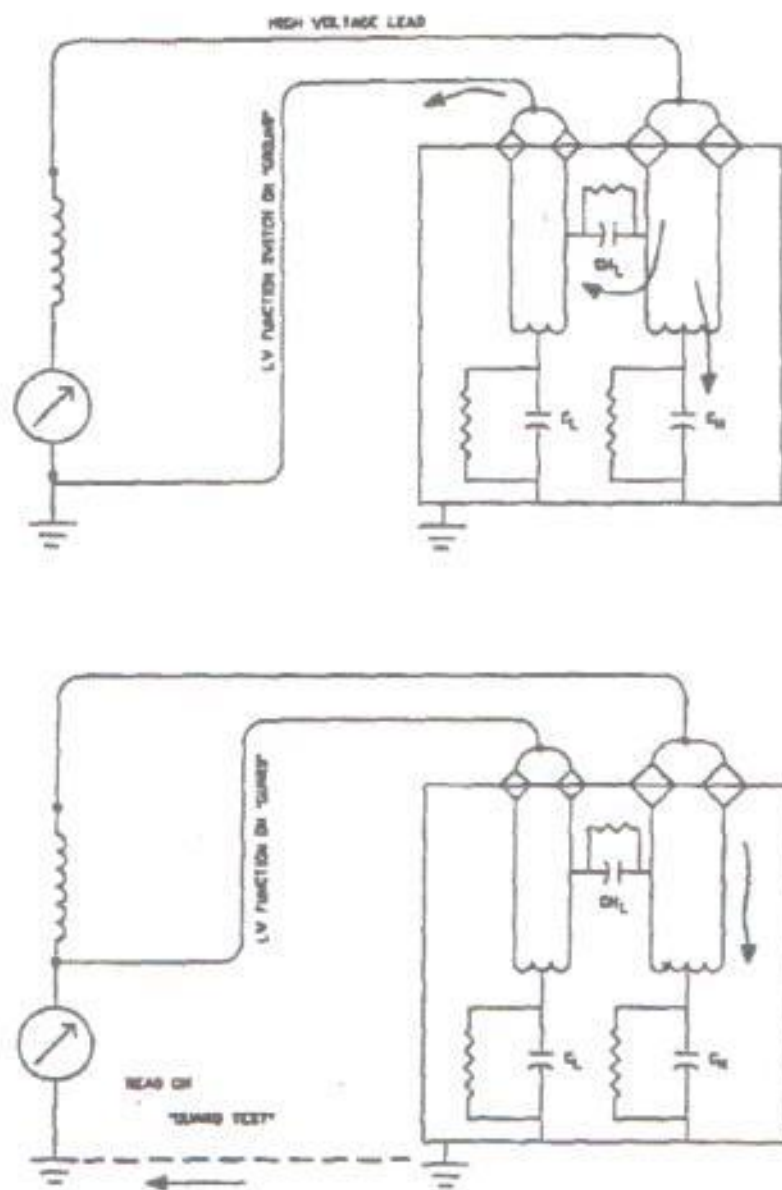 HIGH VOLTAGE LEAD
LV FUNCTION SWITCH ON "GROUND"
CHL
CL
CH
LV FUNCTION ON "GUARD"
CHL
CL
CH
READ ON
"GUARD TEST"